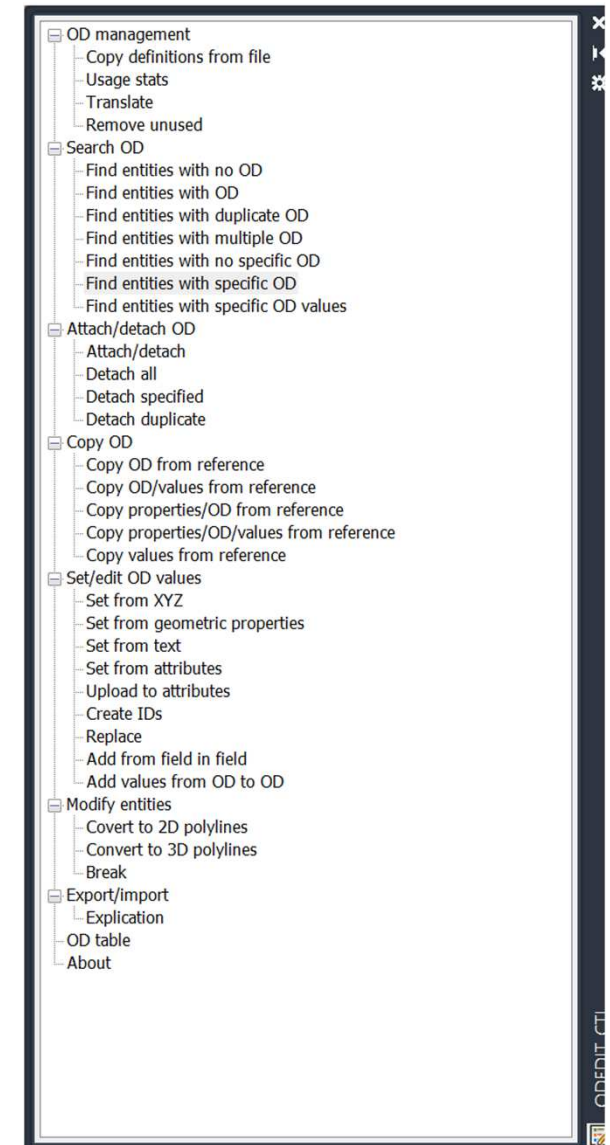 OD management
Copy definitions from file
Usage stats
Translate
Remove unused
Search OD
Find entities with no OD
Find entities with OD
Find entities with duplicate OD
Find entities with multiple OD
Find entities with no specific OD
Find entities with specific OD
Find entities with specific OD values
Attach/detach OD
Attach/detach
Detach all
Detach specified
Detach duplicate
Copy OD
Copy OD from reference
Copy OD/values from reference
Copy properties/OD from reference
Copy properties/OD/values from reference
Copy values from reference
Set/edit OD values
Set from XYZ
Set from geometric properties
Set from text
Set from attributes
Upload to attributes
Create IDs
Replace
Add from field in field
Add values from OD to OD
Modify entities
Covert to 2D polylines
Convert to 3D polylines
Break
Export/import
Explication
OD table
About